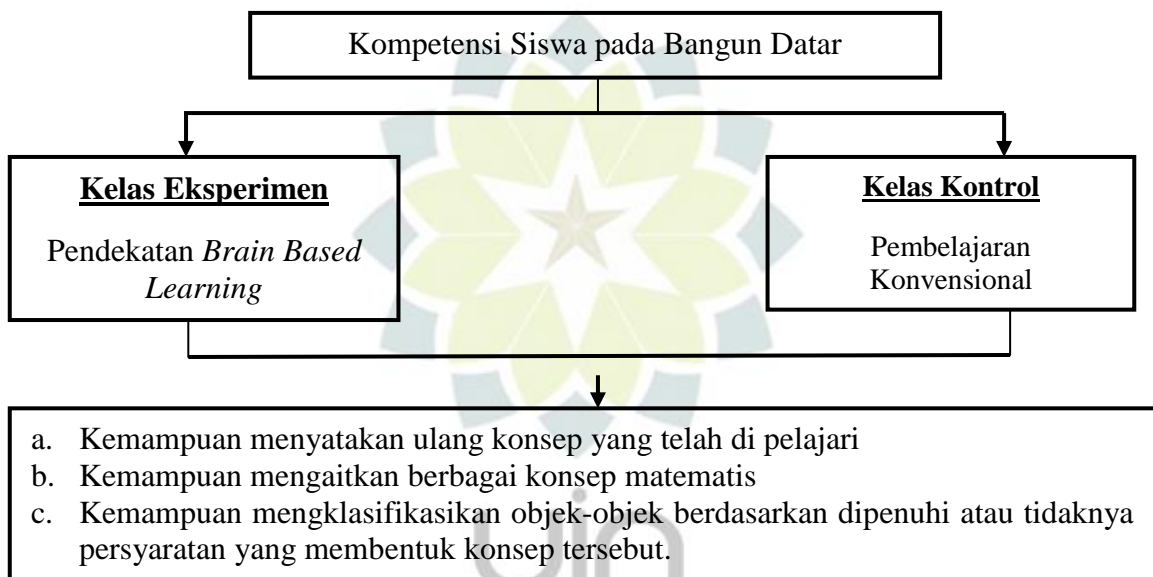 Kompetensi Siswa pada Bangun Datar
Kelas Eksperimen
Pendekatan Brain Based
Learning
Kelas Kontrol
Pembelajaran
Konvensional
a. Kemampuan menyatakan ulang konsep yang telah di pelajari
b. Kemampuan mengaitkan berbagai konsep matematis
c. Kemampuan mengklasifikasikan objek-objek berdasarkan dipenuhi atau tidaknya
persyaratan yang membentuk konsep tersebut.
uin